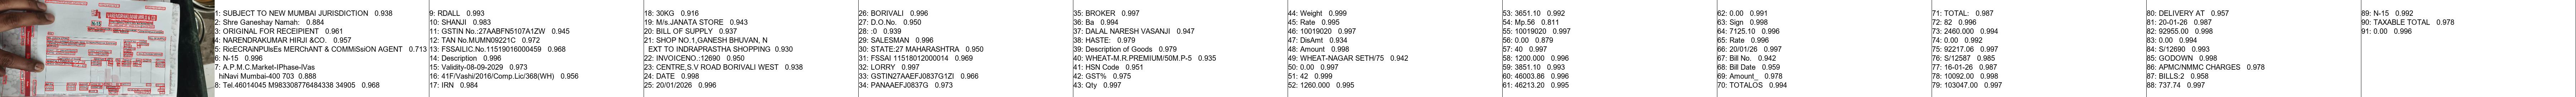 1: SUBJECT TO NEW MUMBAI JURISDICTION 0.938
2: Shre Ganeshay Namah: 0.884
3: ORIGINAL FOR RECEIPIENT 0.961
4: NARENDRAKUMAR HIRJI &CO. 0.957
5: RicECRAiNPUlsEs MERChANT & COMMiSsiON AGENT 0.713
6: N-15 0.996
7: A.P.M.C.Market-IPhase-IVas
hiNavi Mumbai-400 703 0.888
8: Tel.46014045 M983308776484338 34905 0.968
9: RDALL 0.993
10: SHANJI 0.983
11: GSTIN No.:27AABFN5107A1ZW 0.945
12: TAN No.MUMN09221C 0.972
13: FSSAILIC.No.11519016000459 0.968
14: Description 0.996
15: Validity-08-09-2029 0.973
16: 41F/Vashi/2016/Comp.Lic/368(WH) 0.956
17: IRN 0.984
18: 30KG 0.916
19: M/s.JANATA STORE 0.943
20: BILL OF SUPPLY 0.937
21: SHOP NO.1,GANESH BHUVAN, N
EXT TO INDRAPRASTHA SHOPPING 0.930
22: INVOICENO.:12690 0.950
23: CENTRE,S.V ROAD BORIVALI WEST 0.938
24: DATE 0.998
25: 20/01/2026 0.996
26: BORIVALI 0.996
27: D.O.No. 0.950
28: :0 0.939
29: SALESMAN 0.996
30: STATE:27 MAHARASHTRA 0.950
31: FSSAI 11518012000014 0.969
32: LORRY 0.997
33: GSTIN27AAEFJ0837G1ZI 0.966
34: PANAAEFJ0837G 0.973
35: BROKER 0.997
36: Ba 0.994
37: DALAL NARESH VASANJI 0.947
38: HASTE: 0.979
39: Description of Goods 0.979
40: WHEAT-M.R.PREMIUM/50M.P-5 0.935
41: HSN Code 0.951
42: GST% 0.975
43: Qty 0.997
44: Weight 0.999
45: Rate 0.995
46: 10019020 0.997
47: DisAmt 0.934
48: Amount 0.998
49: WHEAT-NAGAR SETH/75 0.942
50: 0.00 0.997
51: 42 0.999
52: 1260.000 0.995
53: 3651.10 0.992
54: Mp.56 0.811
55: 10019020 0.997
56: 0.00 0.879
57: 40 0.997
58: 1200.000 0.996
59: 3851.10 0.993
60: 46003.86 0.996
61: 46213.20 0.995
62: 0.00 0.991
63: Sign 0.998
64: 7125.10 0.996
65: Rate 0.996
66: 20/01/26 0.997
67: Bill No. 0.942
68: Bill Date 0.959
69: Amount_ 0.978
70: TOTALOS 0.994
71: TOTAL: 0.987
72: 82 0.996
73: 2460.000 0.994
74: 0.00 0.992
75: 92217.06 0.997
76: S/12587 0.985
77: 16-01-26 0.987
78: 10092.00 0.998
79: 103047.00 0.997
80: DELIVERY AT 0.957
81: 20-01-26 0.987
82: 92955.00 0.998
83: 0.00 0.994
84: S/12690 0.993
85: GODOWN 0.998
86: APMC/NMMC CHARGES 0.978
87: BILLS:2 0.958
88: 737.74 0.997
89: N-15 0.992
90: TAXABLE TOTAL 0.978
91: 0.00 0.996